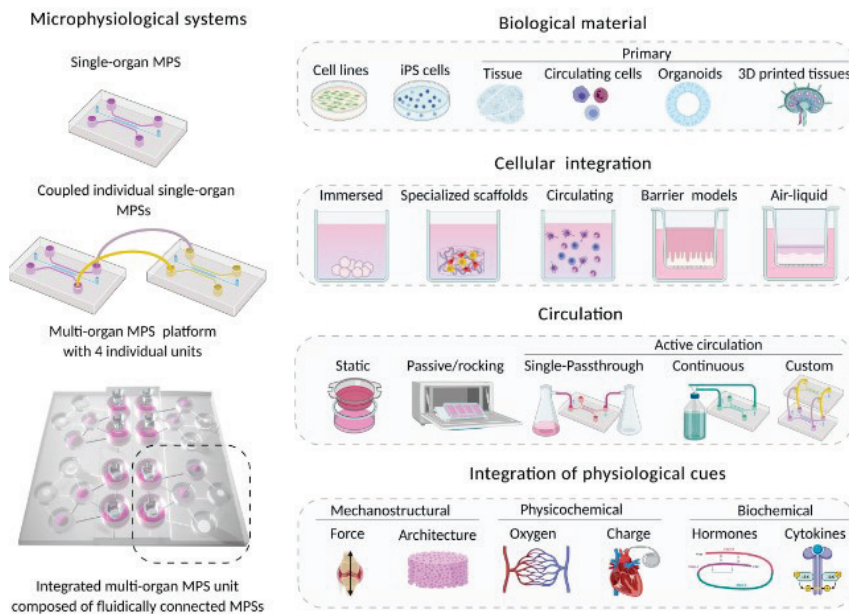 Microphysiological systems
Single-organ MPS
Coupled individual single-organ
MPSs
Multi-organ MPS platform
with 4 individual units
Integrated multi-organ MPS unit
composed of fluidically connected MPSs
Biological material
Primary
Cell lines
iPS cells
Tissue
Circulating cells
Organoids
3D printed tissues
Cellular integration
Immersed
Specialized scaffolds
Circulating
Barrier models
Air-liquid
Circulation
Active circulation
Static
Passive/rocking
Single-Passthrough
Continuous
Custom
Integration of physiological cues
Mechanostructural
Physicochemical
Biochemical
Force
Architecture
Oxygen
Charge
Hormones
Cytokines